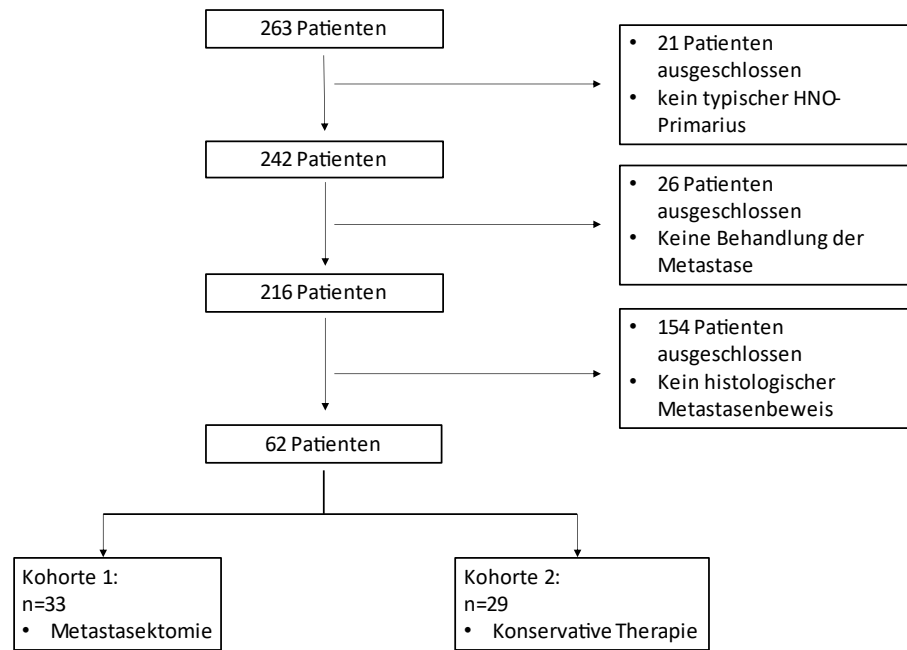 263 Patienten
• 21 Patienten
ausgeschlossen
• kein typischer HNO-
Primarius
242 Patienten
• 26 Patienten
ausgeschlossen
• Keine Behandlung der
Metastase
216 Patienten
• 154 Patienten
ausgeschlossen
• Kein histologischer
Metastasenbeweis
62 Patienten
Kohorte 1:
n=33
• Metastasektomie
Kohorte 2:
n=29
• Konservative Therapie